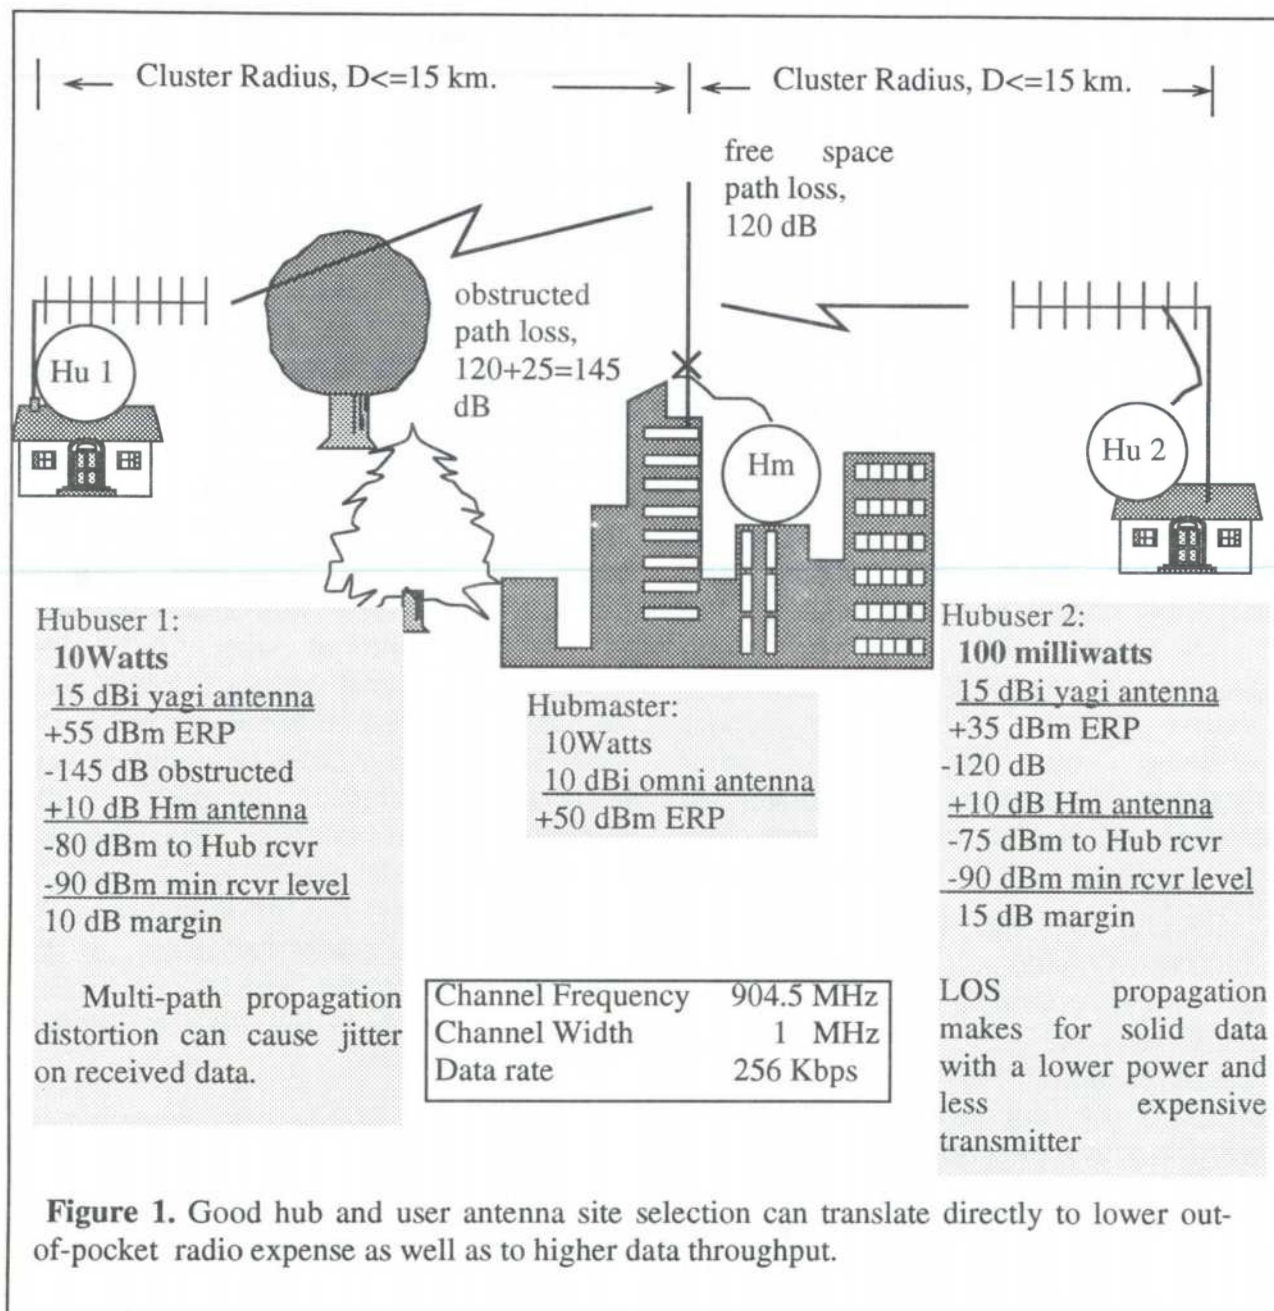 Cluster Radius, D<=15 km.
Cluster Radius, D<=15 km.
free space
path loss,
120 dB
obstructed
path loss,
120+25=145
dB
Hu 1
Hm
Hu 2
Hubuser 1:
10Watts
15 dBi yagi antenna
+55 dBm ERP
-145 dB obstructed
+10 dB Hm antenna
-80 dBm to Hub rcvr
-90 dBm min rcvr level
10 dB margin
Multi-path propagation
distortion can cause jitter
on received data.
Hubmaster:
10Watts
10 dBi omni antenna
+50 dBm ERP
Channel Frequency 904.5 MHz
Channel Width 1 MHz
Data rate 256 Kbps
Hubuser 2:
100 milliwatts
15 dBi yagi antenna
+35 dBm ERP
-120 dB
+10 dB Hm antenna
-75 dBm to Hub rcvr
-90 dBm min rcvr level
15 dB margin
LOS propagation
makes for solid data
with a lower power and
less expensive
transmitter
Figure 1. Good hub and user antenna site selection can translate directly to lower out-
of-pocket radio expense as well as to higher data throughput.